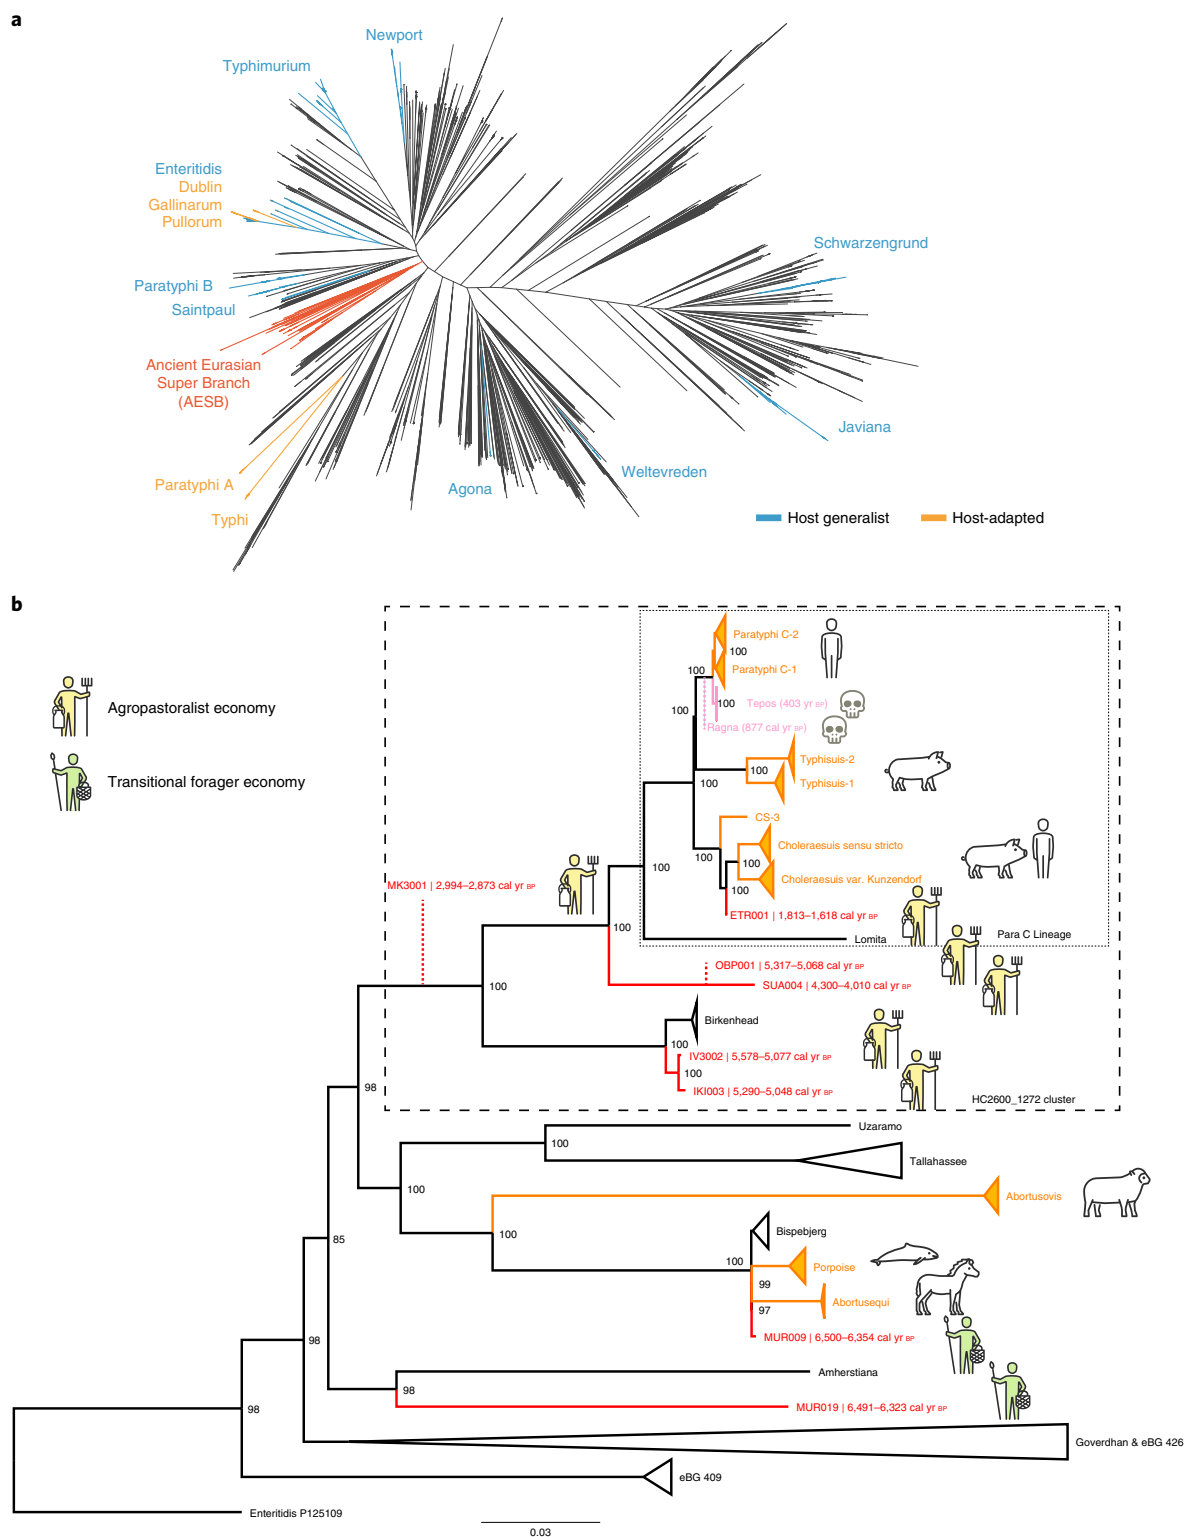 a
Newport
Typhimurium
Enteritidis
Dublin
Gallinarum
Pullorum
Schwarzengrund
Paratyphi B
Saintpaul
Ancient Eurasian
Super Branch
(AESB)
Javiana
Weltevreden
Paratyphi A
Agona
Typhi
Host generalist
Host-adapted
b
Agropastoralist economy
Transitional forager economy
Paratyphi C-2
100
Paratyphi C-1
100
100
Tepos (403 yr BP)
100
Ragna (877 cal yr BP)
Typhisuis-2
100
100
Typhisuis-1
CS-3
Choleraesuis sensu stricto
100
100
100
Choleraesuis var. Kunzendorf
100
MK3001 | 2,994–2,873 cal yr BP
ETR001 | 1,813–1,618 cal yr BP
100
Lomita
Para C Lineage
OBP001 | 5,317–5,068 cal yr BP
100
SUA004 | 4,300–4,010 cal yr BP
Birkenhead
100
IV3002 | 5,578–5,077 cal yr BP
100
98
IKI003 | 5,290–5,048 cal yr BP
HC2600_1272 cluster
Uzaramo
100
Tallahassee
100
Abortusovis
100
Bispebjerg
85
100
Porpoise
99
Abortusequi
97
98
MUR009 | 6,500–6,354 cal yr BP
Amherstiana
98
98
MUR019 | 6,491–6,323 cal yr BP
Goverdhan & eBG 426
eBG 409
Enteritidis P125109
0.03